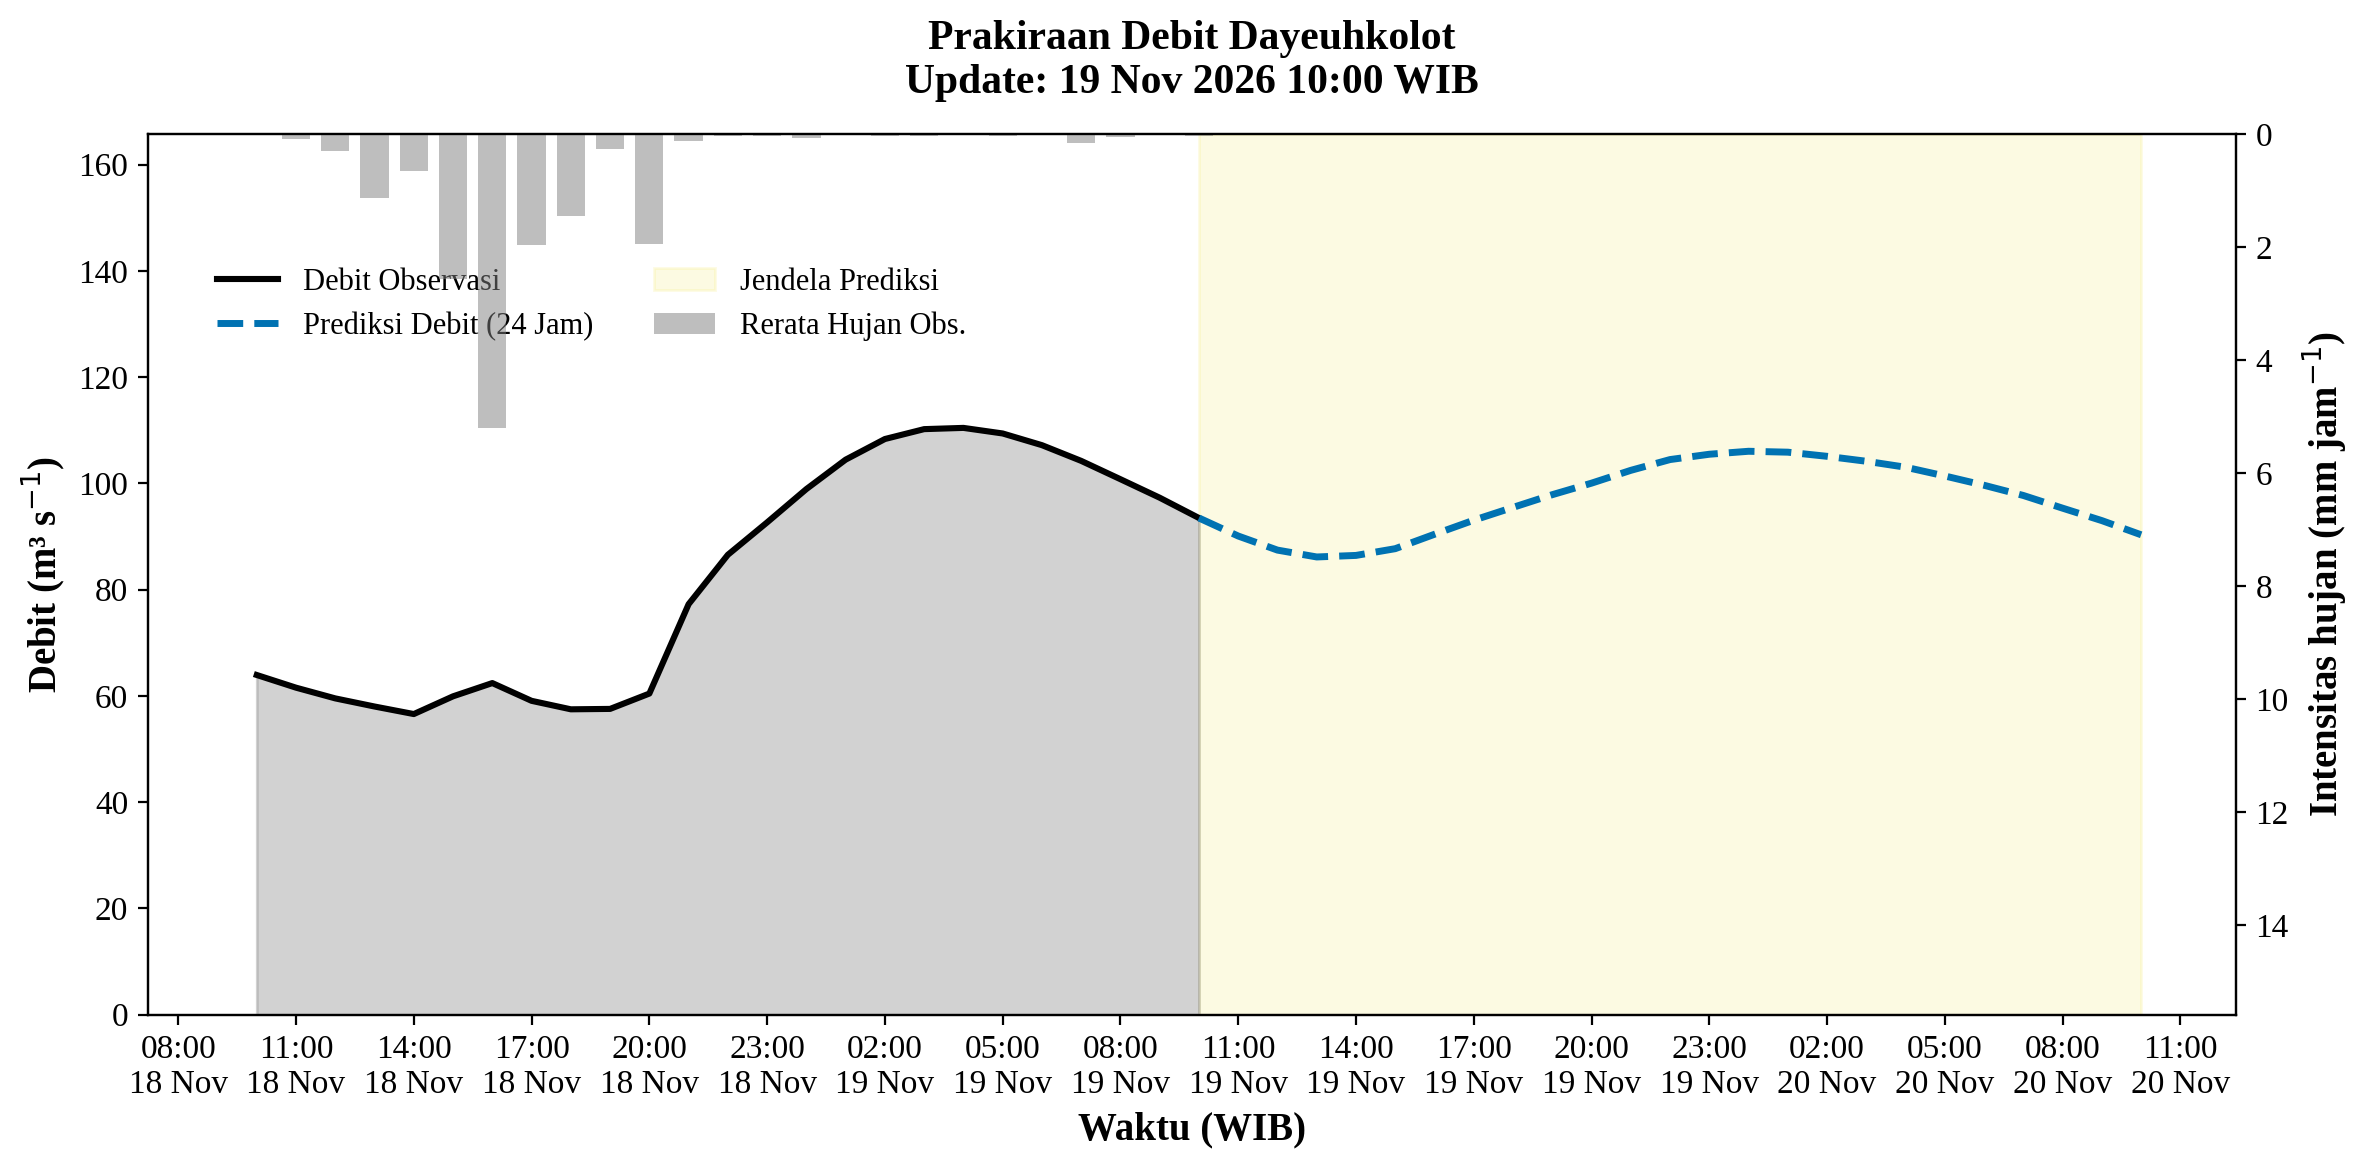 Prakiraan Debit Dayeuhkolot
Update: 19 Nov 2026 10:00 WIB
Debit (m³ s⁻¹)
160
140
120
100
80
60
40
20
0
Debit Observasi
Prediksi Debit (24 Jam)
Jendela Prediksi
Rerata Hujan Obs.
0
2
4
6
8
10
12
14
Intensitas hujan (mm jam⁻¹)
08:00 11:00 14:00 17:00 20:00 23:00 02:00 05:00 08:00 11:00 14:00 17:00 20:00 23:00 02:00 05:00 08:00 11:00
18 Nov 18 Nov 18 Nov 18 Nov 18 Nov 18 Nov 19 Nov 19 Nov 19 Nov 19 Nov 19 Nov 19 Nov 19 Nov 19 Nov 20 Nov 20 Nov 20 Nov 20 Nov
Waktu (WIB)